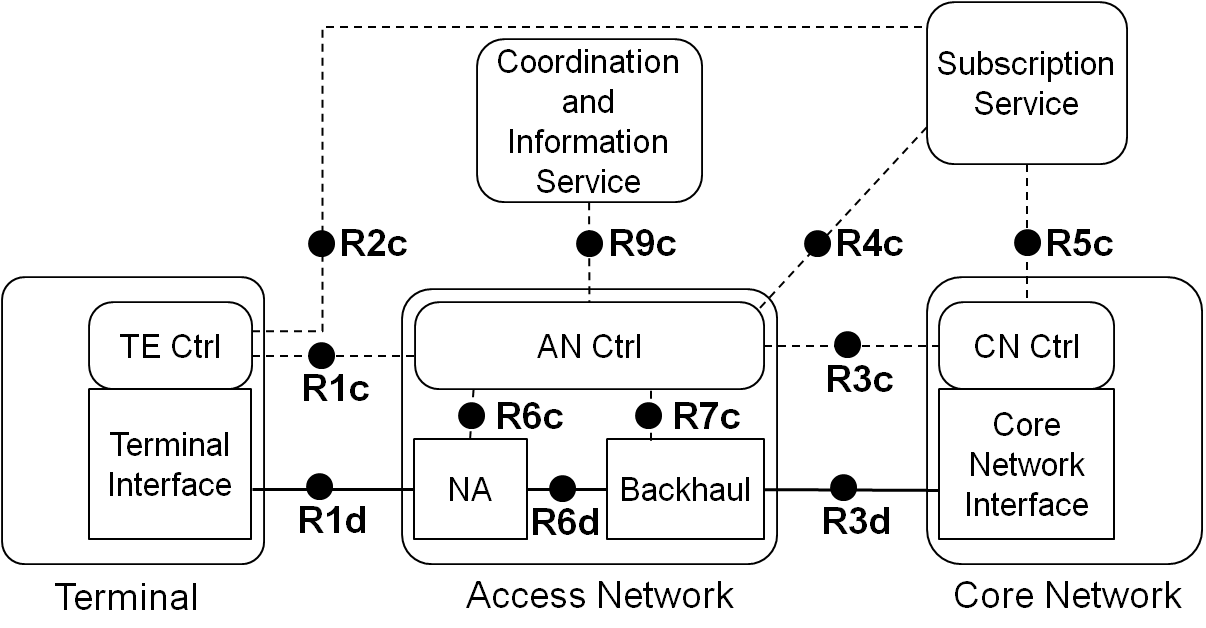 Coordination
and
Information
Service
Subscription
Service
R2c
R9c
R4c
R5c
TE Ctrl
AN Ctrl
CN Ctrl
R1c
R3c
R6c
R7c
Terminal
Interface
NA
Backhaul
Core
Network
Interface
R1d
R6d
R3d
Terminal
Access Network
Core Network